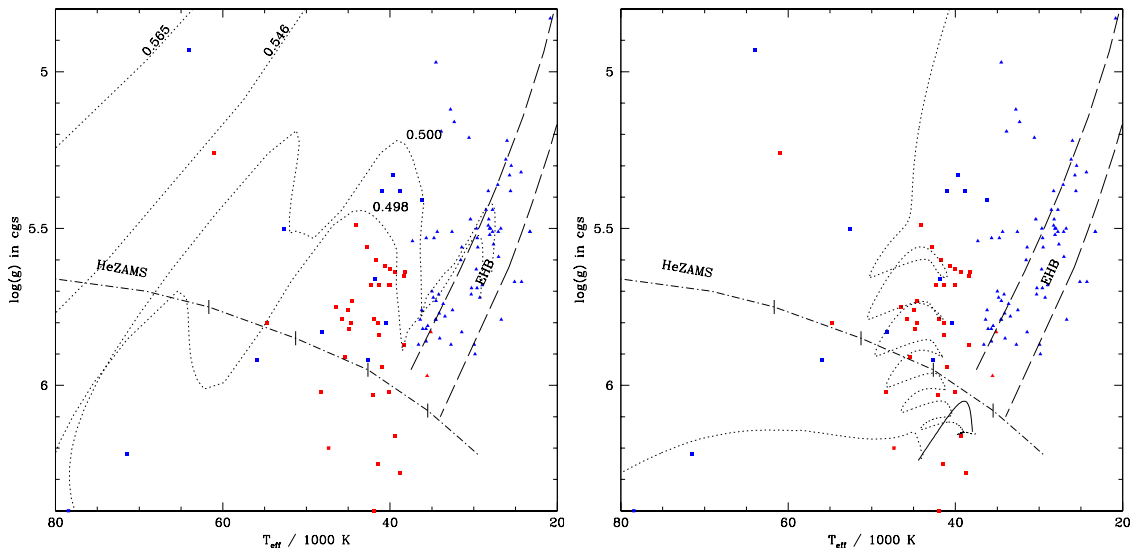 0.565
0.546
5
0.500
0.498
5.5
log(g) in cgs
HeZAMS
EHB
6
80 60 40 20
T_eff / 1000 K
5
5.5
log(g) in cgs
HeZAMS
EHB
6
80 60 40 20
T_eff / 1000 K